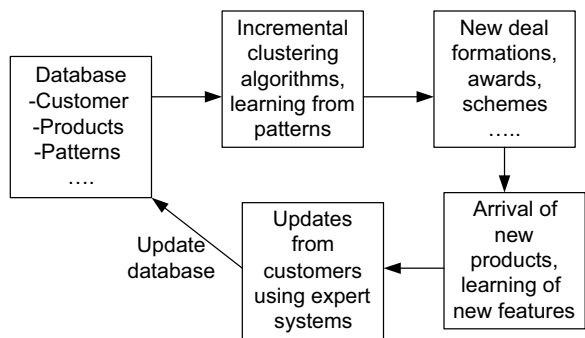 Database
-Customer
-Products
-Patterns
....
Incremental
clustering
algorithms,
learning from
patterns
New deal
formations,
awards,
schemes
.....
Arrival of
new
products,
learning of
new features
Updates
from
customers
using expert
systems
Update
database